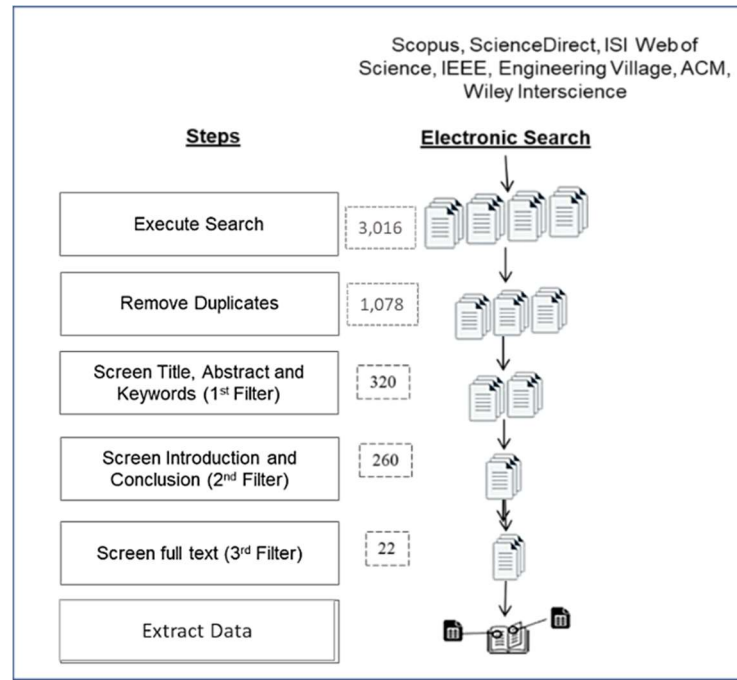 Scopus, ScienceDirect, ISI Web of
Science, IEEE, Engineering Village, ACM,
Wiley Interscience
Steps
Electronic Search
Execute Search
3,016
Remove Duplicates
1,078
Screen Title, Abstract and
Keywords (1st Filter)
320
Screen Introduction and
Conclusion (2nd Filter)
260
Screen full text (3rd Filter)
22
Extract Data